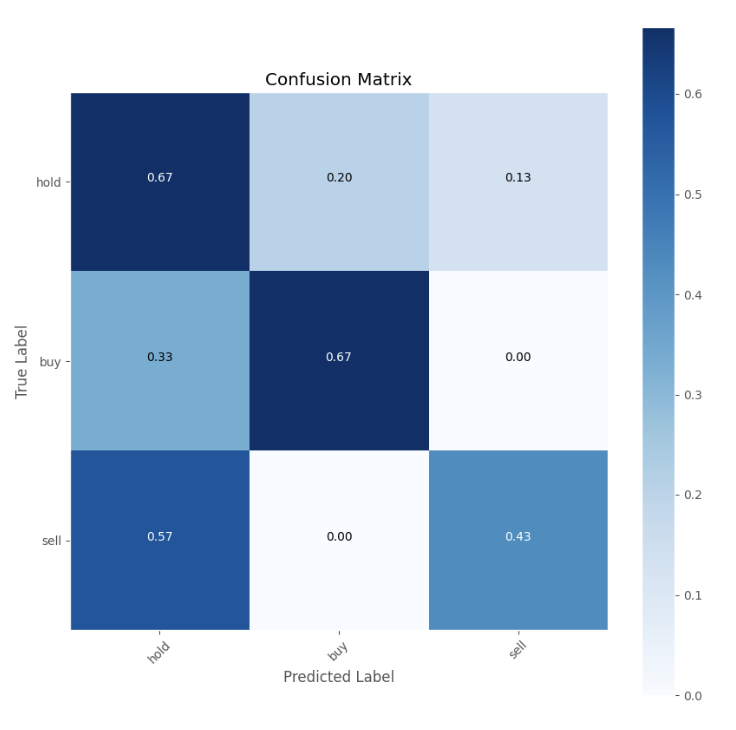 Confusion Matrix
True Label
hold
0.67 0.20 0.13
buy
0.33 0.67 0.00
sell
0.57 0.00 0.43
hold buy sell
Predicted Label
0.6
0.5
0.4
0.3
0.2
0.1
0.0